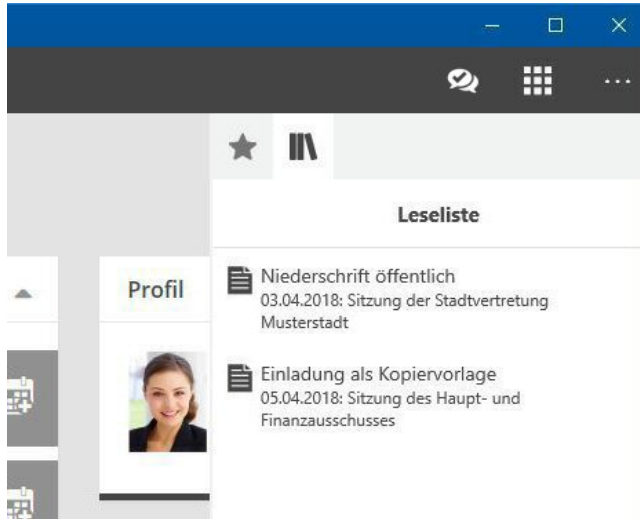 Leseliste
Profil
Niederschrift öffentlich
03.04.2018: Sitzung der Stadtvertretung
Musterstadt
Einladung als Kopiervorlage
05.04.2018: Sitzung des Haupt- und
Finanzausschusses